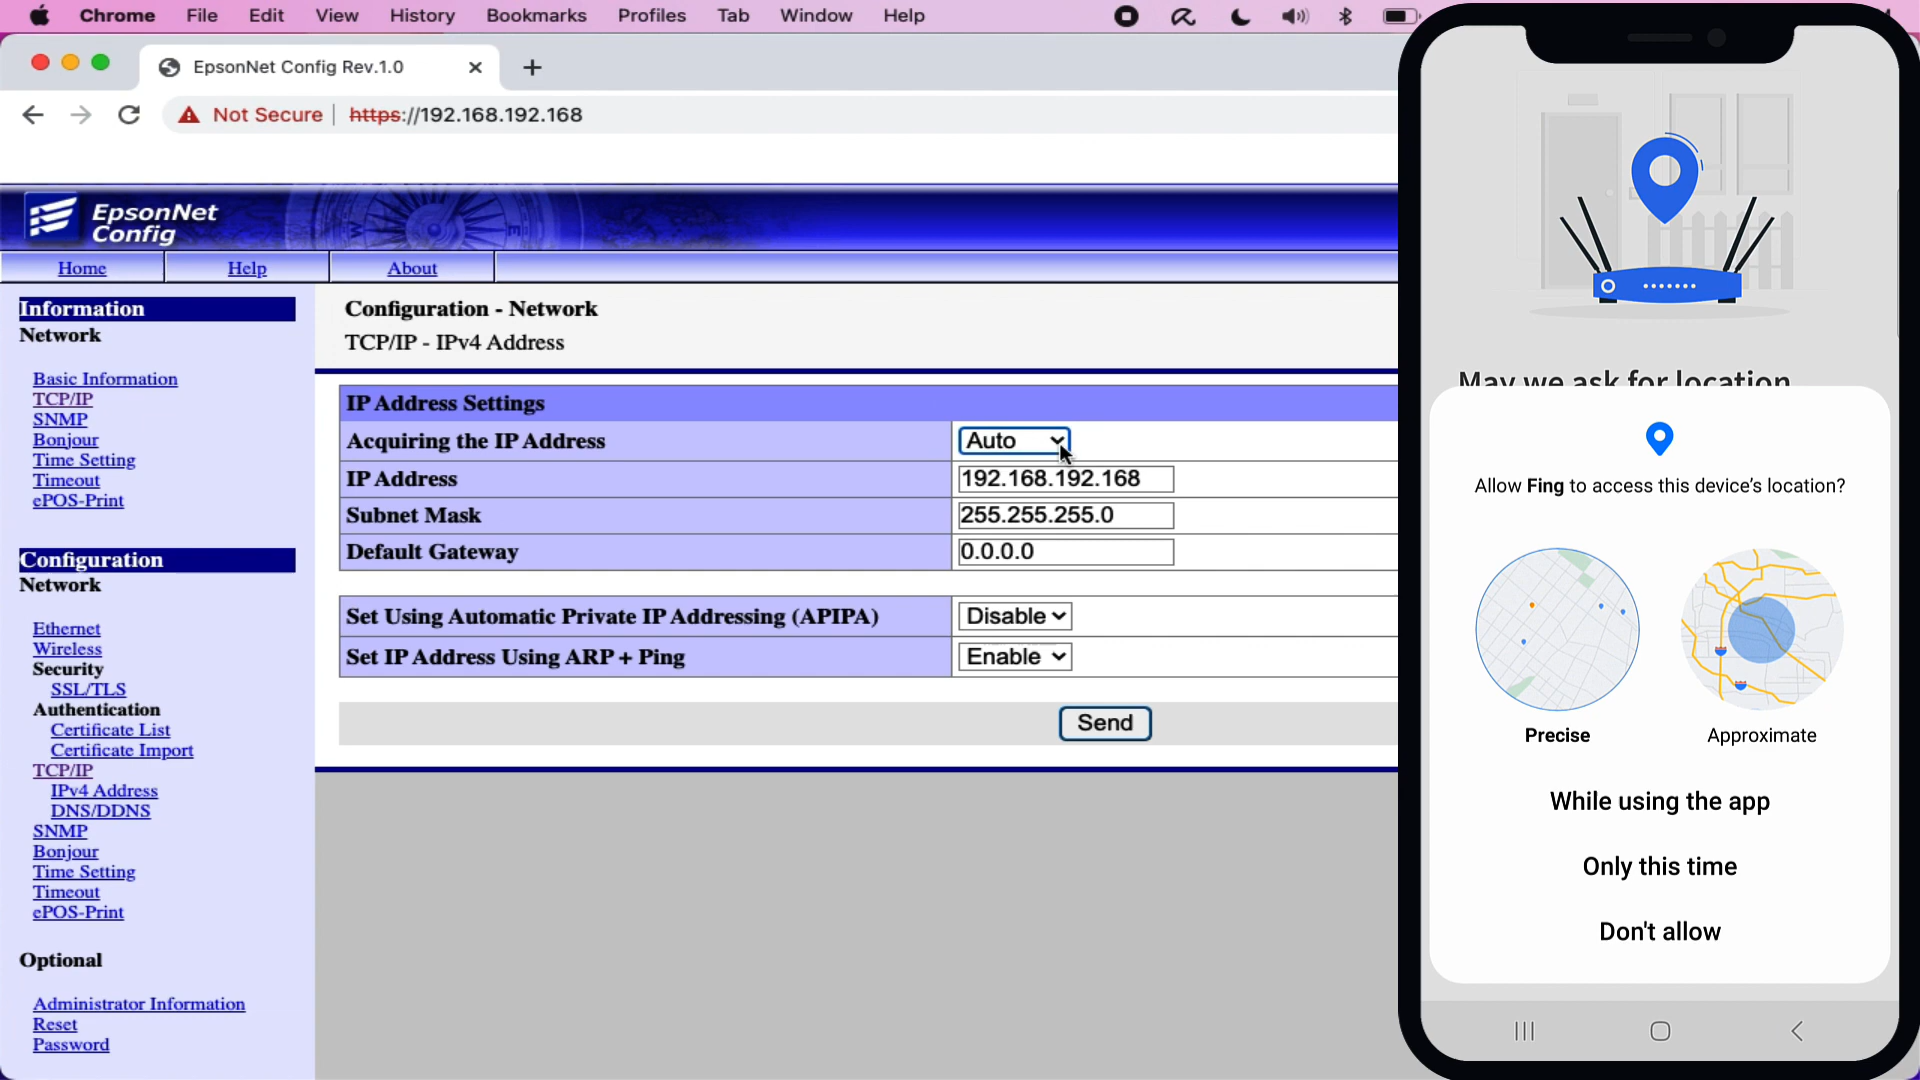 Chrome File Edit View History Bookmarks Profiles Tab Window Help
EpsonNet Config Rev.1.0
Not Secure https://192.168.192.168
EpsonNet
Config
Home Help About
Information
Network
Basic Information
TCP/IP
SNMP
Bonjour
Time Setting
Timeout
ePOS-Print
Configuration
Network
Ethernet
Wireless
Security
SSL/TLS
Authentication
Certificate List
Certificate Import
TCP/IP
IPv4 Address
DNS/DDNS
SNMP
Bonjour
Time Setting
Timeout
ePOS-Print
Optional
Administrator Information
Reset
Password
Configuration - Network
TCP/IP - IPv4 Address
IP Address Settings
Acquiring the IP Address Auto
IP Address 192.168.192.168
Subnet Mask 255.255.255.0
Default Gateway 0.0.0.0
Set Using Automatic Private IP Addressing (APIPA) Disable
Set IP Address Using ARP + Ping Enable
Send
May we ask for location
Allow Fing to access this device's location?
Precise Approximate
While using the app
Only this time
Don't allow